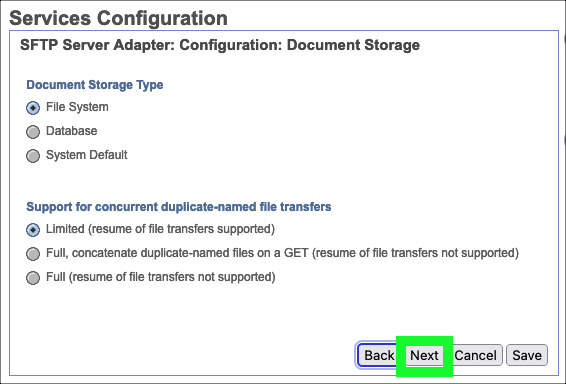 Services Configuration
SFTP Server Adapter: Configuration: Document Storage
Document Storage Type
File System
Database
System Default
Support for concurrent duplicate-named file transfers
Limited (resume of file transfers supported)
Full, concatenate duplicate-named files on a GET (resume of file transfers not supported)
Full (resume of file transfers not supported)
Back Next Cancel Save